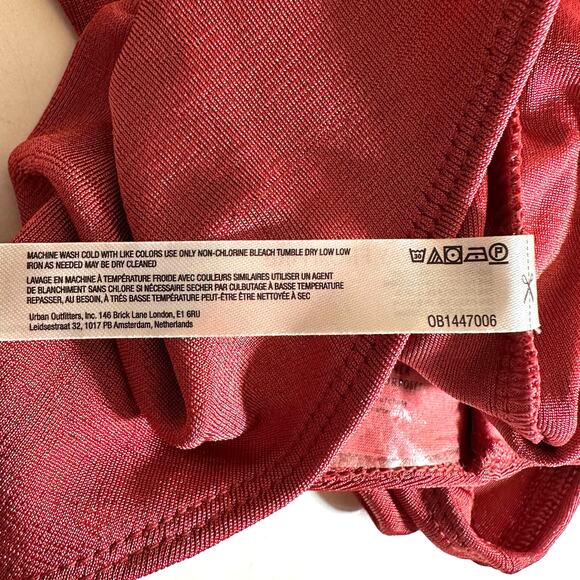 MACHINE WASH COLD WITH LIKE COLORS USE ONLY NON-CHLORINE BLEACH TUMBLE DRY LOW LOW
IRON AS NEEDED MAY BE DRY CLEANED
LAVAGE EN MACHINE À TEMPÉRATURE FROIDE AVEC COULEURS SIMILAIRES UTILISER UN AGENT
DE BLANCHIMENT SANS CHLORE SI NÉCESSAIRE SECHER PAR CULBUTAGE À BASSE TEMPÉRATURE
REPASSER, AU BESOIN, À TRÈS BASSE TEMPÉRATURE PEUT-ÊTRE ÊTRE NETTOYÉE À SEC
Urban Outfitters, Inc. 146 Brick Lane London, E1 6RU
Leidsestraat 32, 1017 PB Amsterdam, Netherlands
30 P
OB1447006